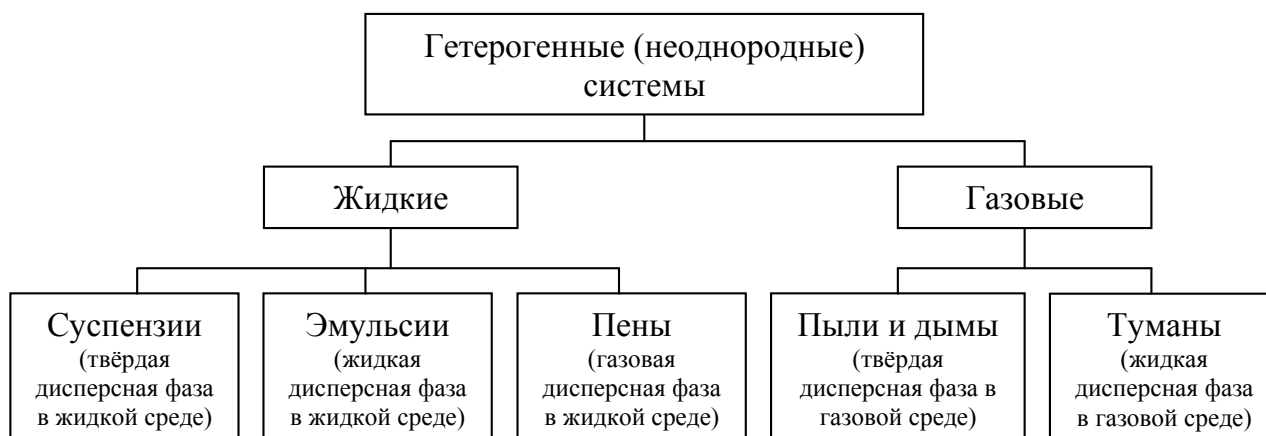 Гетерогенные (неоднородные)
системы
Жидкие
Газовые
Суспензии
(твёрдая
дисперсная фаза
в жидкой среде)
Эмульсии
(жидкая
дисперсная фаза
в жидкой среде)
Пены
(газовая
дисперсная фаза
в жидкой среде)
Пыли и дымы
(твёрдая
дисперсная фаза в
газовой среде)
Туманы
(жидкая
дисперсная фаза
в газовой среде)